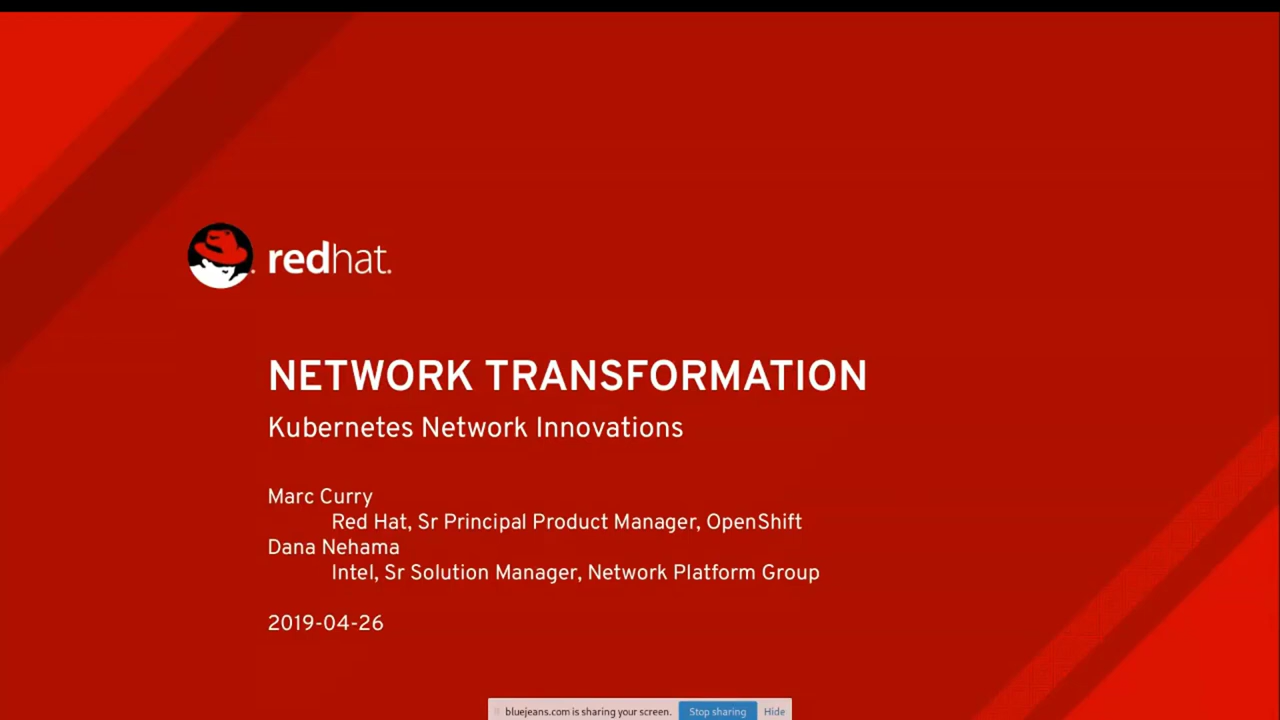 redhat.
NETWORK TRANSFORMATION
Kubernetes Network Innovations
Marc Curry
Red Hat, Sr Principal Product Manager, OpenShift
Dana Nehama
Intel, Sr Solution Manager, Network Platform Group
2019-04-26
bluejeans.com is sharing your screen. Stop sharing Hide